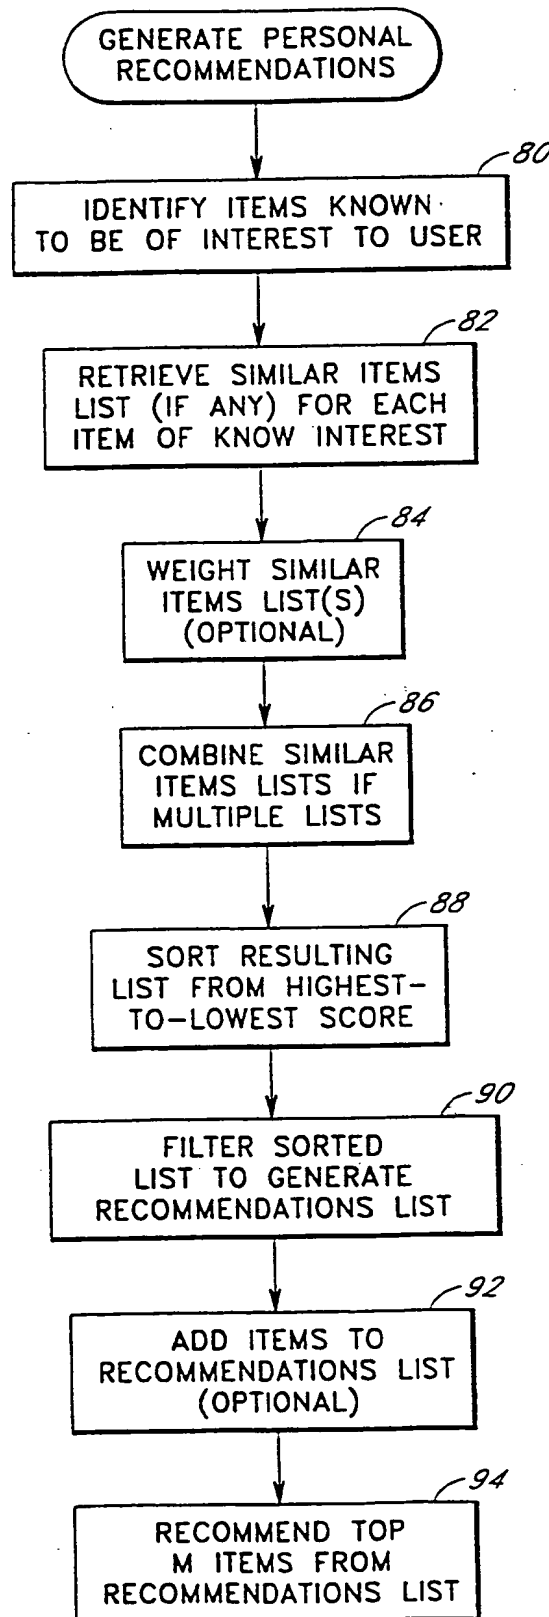 GENERATE PERSONAL
RECOMMENDATIONS
80
IDENTIFY ITEMS KNOWN
TO BE OF INTEREST TO USER
82
RETRIEVE SIMILAR ITEMS
LIST (IF ANY) FOR EACH
ITEM OF KNOW INTEREST
84
WEIGHT SIMILAR
ITEMS LIST(S)
(OPTIONAL)
86
COMBINE SIMILAR
ITEMS LISTS IF
MULTIPLE LISTS
88
SORT RESULTING
LIST FROM HIGHEST-
TO-LOWEST SCORE
90
FILTER SORTED
LIST TO GENERATE
RECOMMENDATIONS LIST
92
ADD ITEMS TO
RECOMMENDATIONS LIST
(OPTIONAL)
94
RECOMMEND TOP
M ITEMS FROM
RECOMMENDATIONS LIST